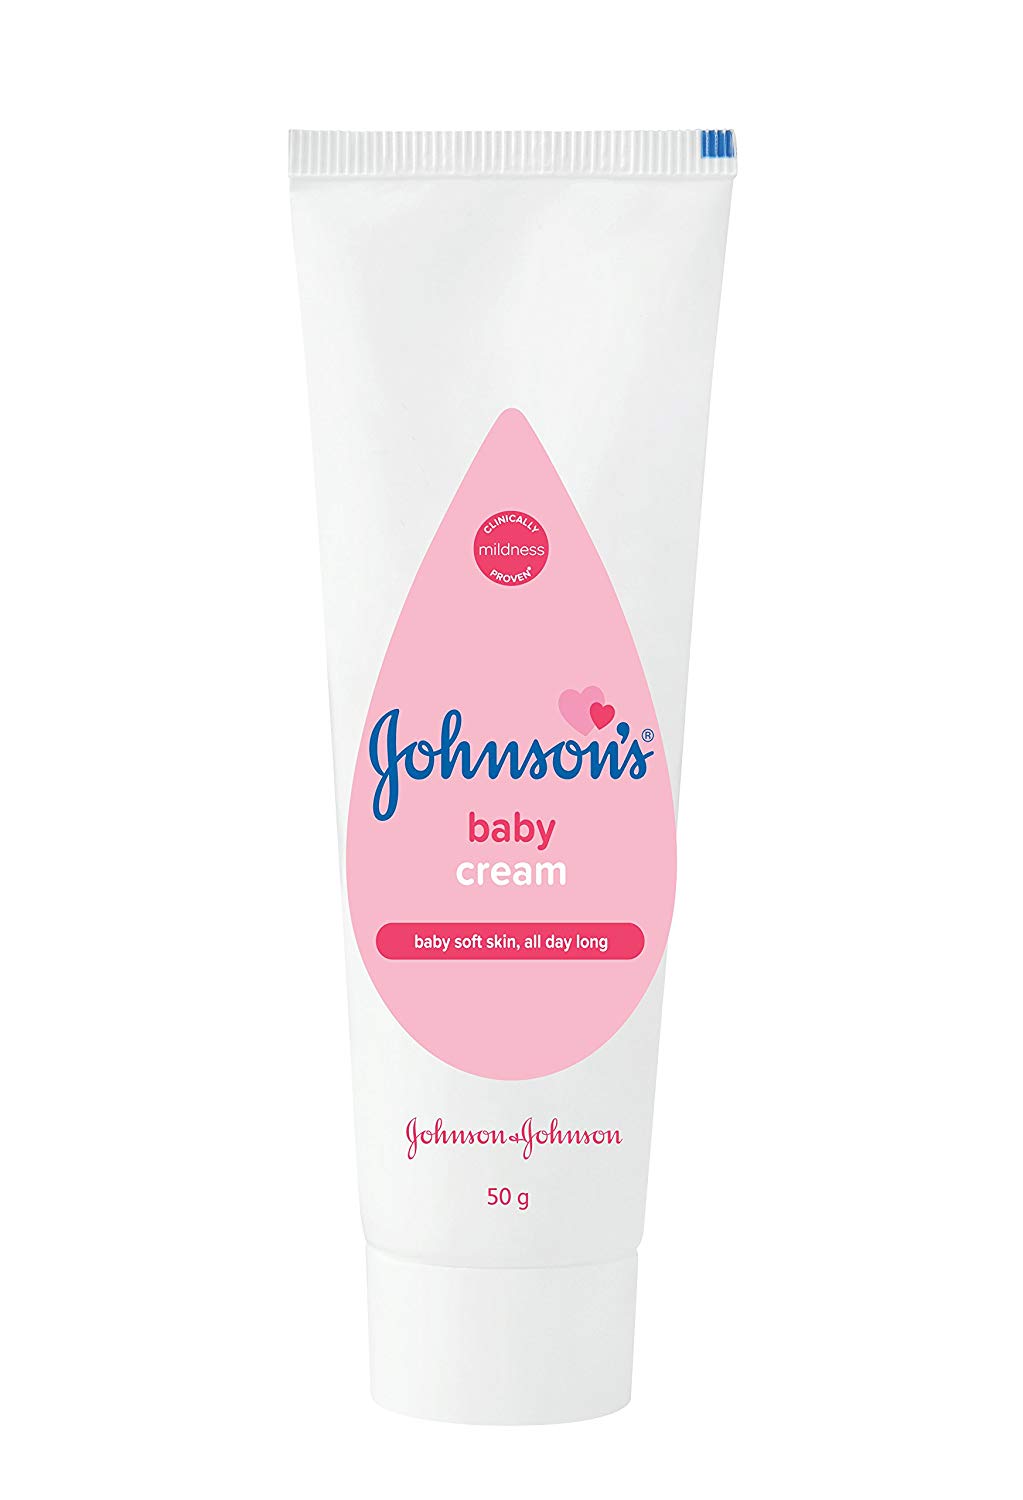 CLINICALLY
mildness
PROVEN*
Johnson's®
baby
cream
baby soft skin, all day long
Johnson & Johnson
50 g